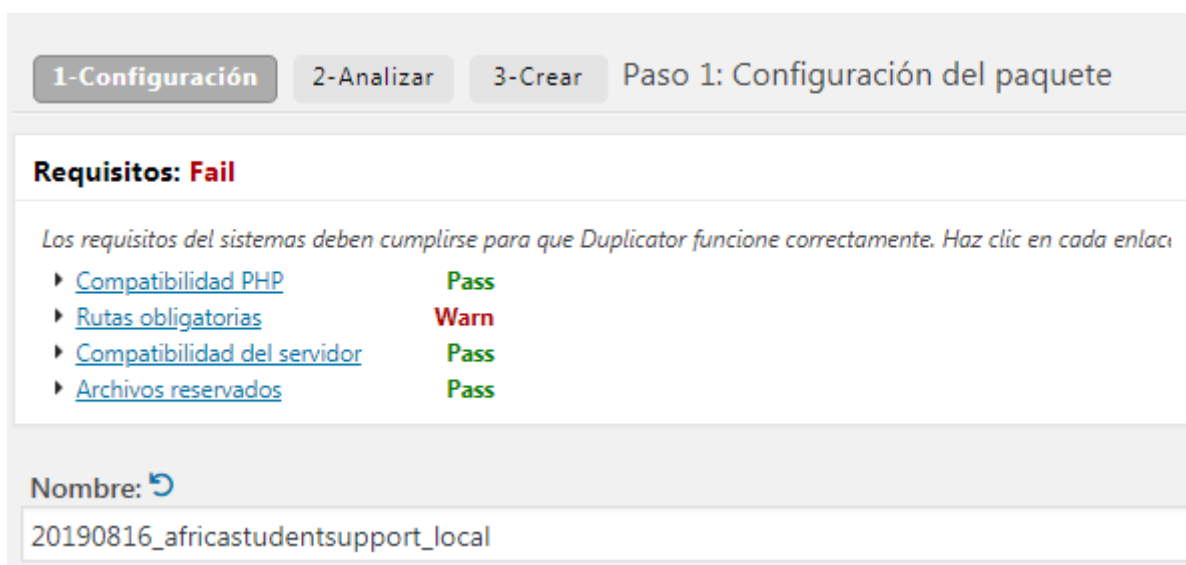 1-Configuración 2-Analizar 3-Crear Paso 1: Configuración del paquete
Requisitos: Fail
Los requisitos del sistemas deben cumplirse para que Duplicator funcione correctamente. Haz clic en cada
Compatibilidad PHP Pass
Rutas obligatorias Warn
Compatibilidad del servidor Pass
Archivos reservados Pass
Nombre:
20190816_africastudentsupport_local